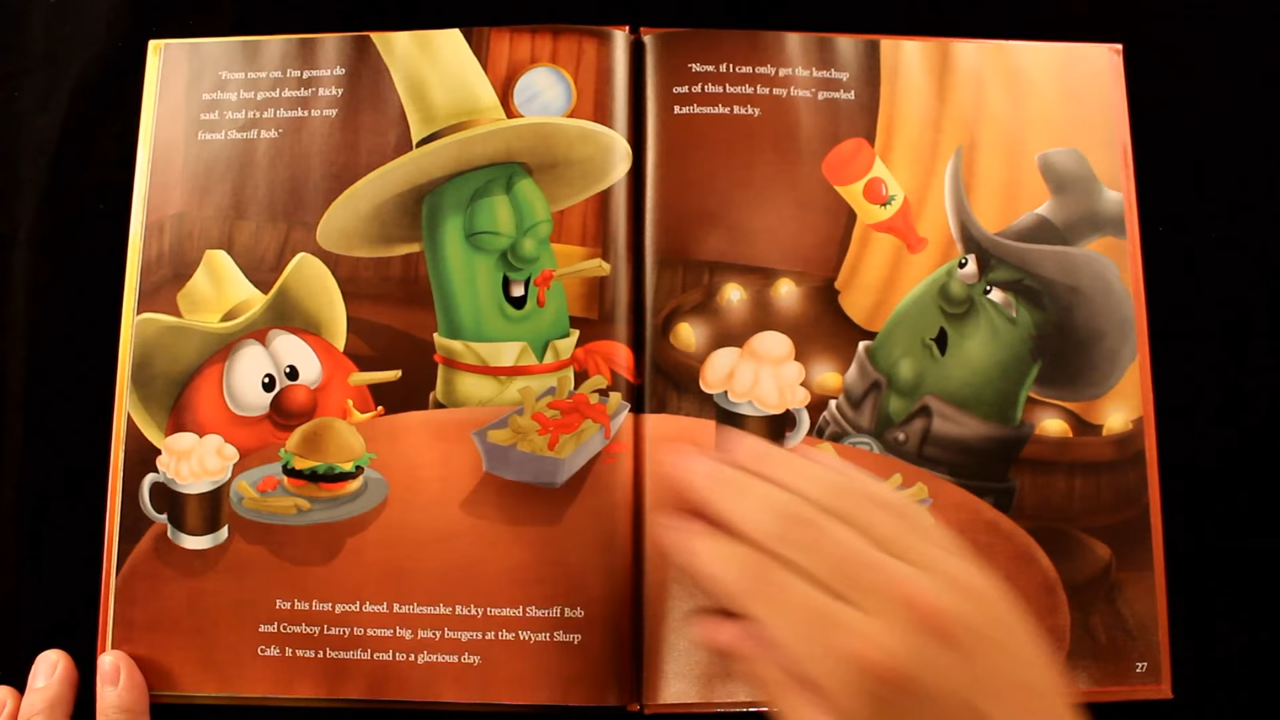 "From now on, I'm gonna do
nothing but good deeds!" Ricky
said. "And it's all thanks to my
friend Sheriff Bob."
For his first good deed, Rattlesnake Ricky treated Sheriff Bob
and Cowboy Larry to some big, juicy burgers at the Wyatt Slurp
Café. It was a beautiful end to a glorious day.
"Now, if I can only get the ketchup
out of this bottle for my fries," growled
Rattlesnake Ricky.
27